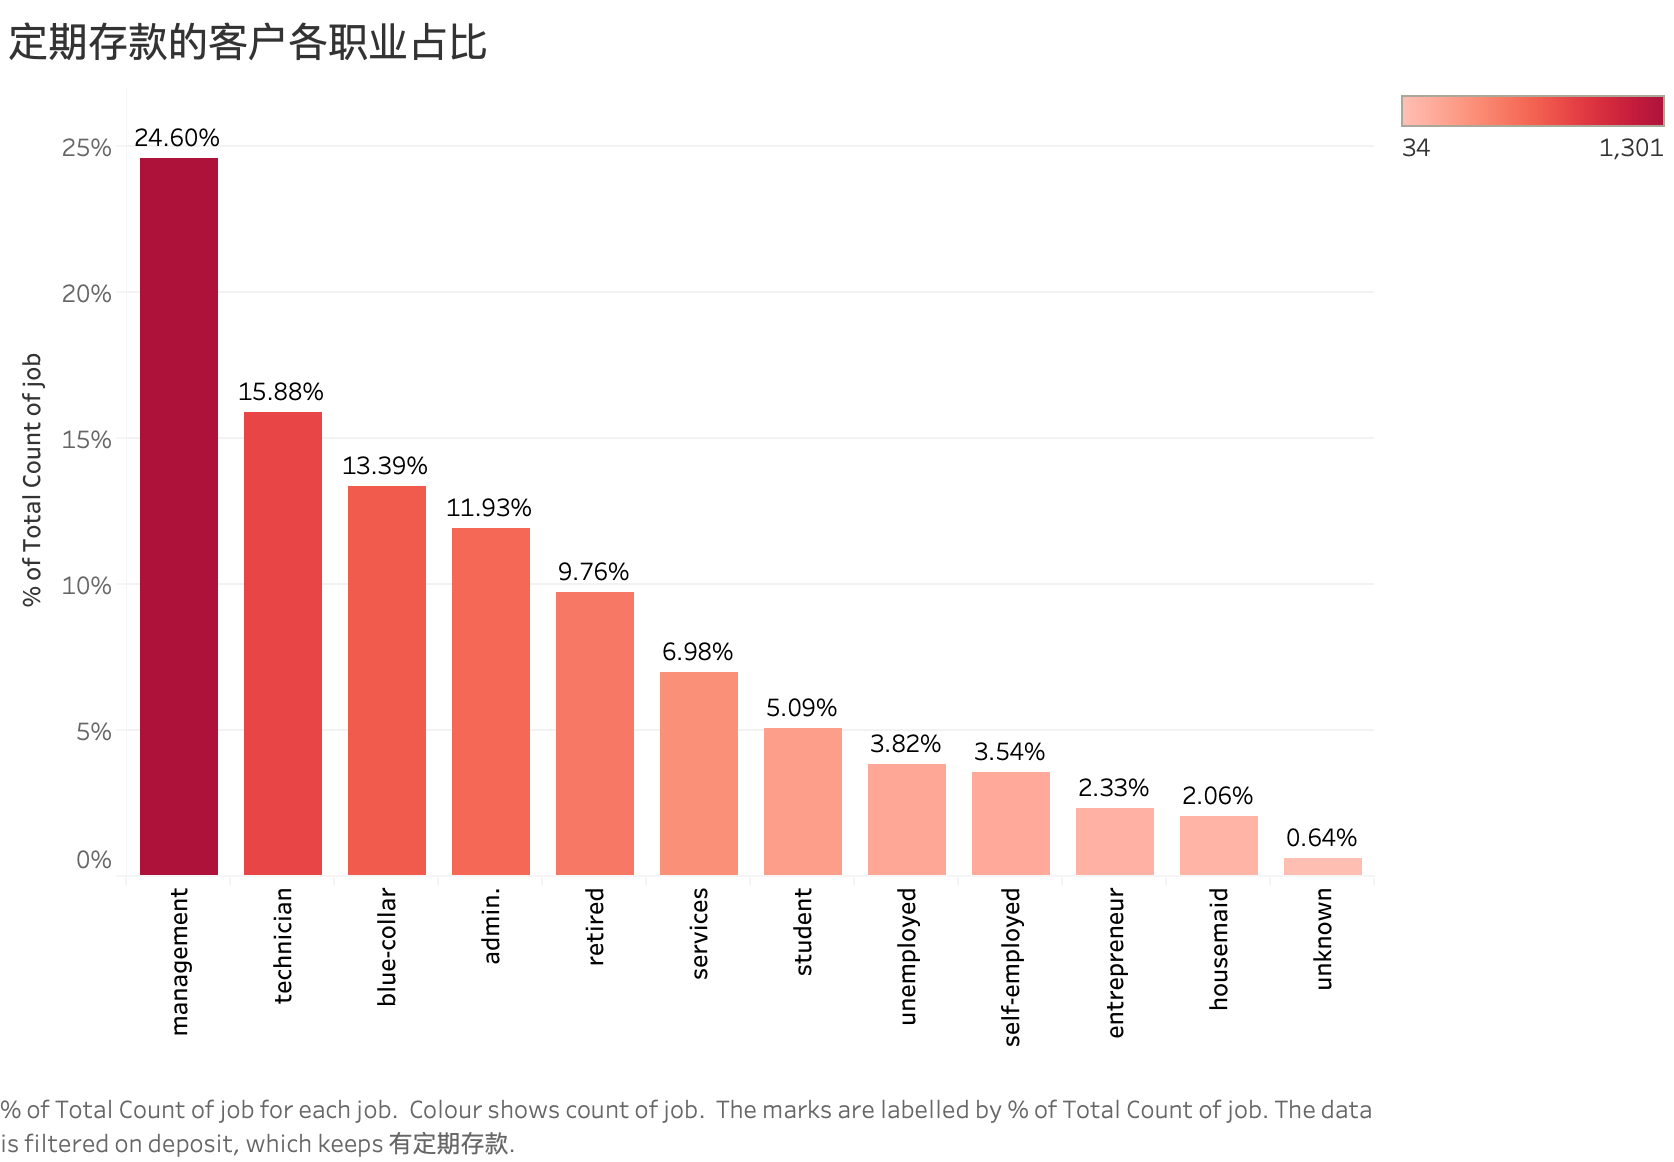 定期存款的客户各职业占比
34
1,301
% of Total Count of job
25%
20%
15%
10%
5%
0%
24.60%
15.88%
13.39%
11.93%
9.76%
6.98%
5.09%
3.82%
3.54%
2.33%
2.06%
0.64%
management
technician
blue-collar
admin.
retired
services
student
unemployed
self-employed
entrepreneur
housemaid
unknown
% of Total Count of job for each job.  Colour shows count of job.  The marks are labelled by % of Total Count of job. The data
is filtered on deposit, which keeps 有定期存款.